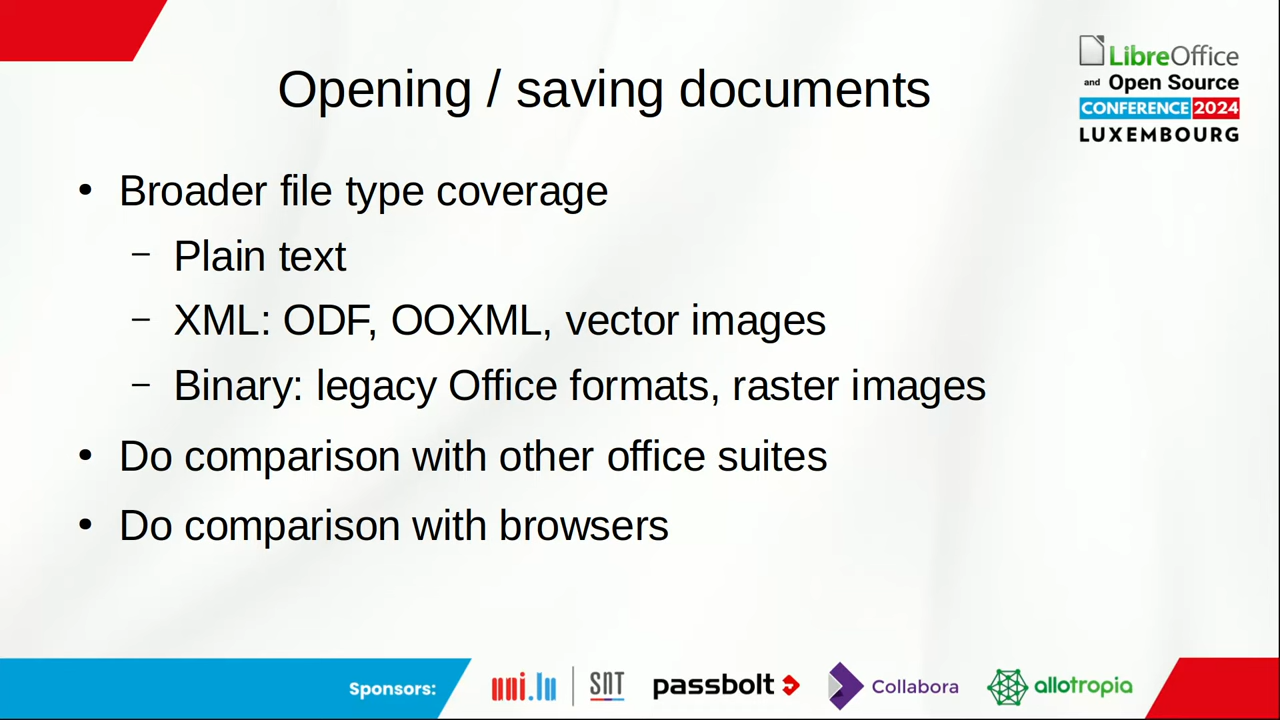 LibreOffice
and Open Source
CONFERENCE 2024
LUXEMBOURG
Opening / saving documents
• Broader file type coverage
– Plain text
– XML: ODF, OOXML, vector images
– Binary: legacy Office formats, raster images
• Do comparison with other office suites
• Do comparison with browsers
Sponsors: uni.lu SNT passbolt Collabora allotropia